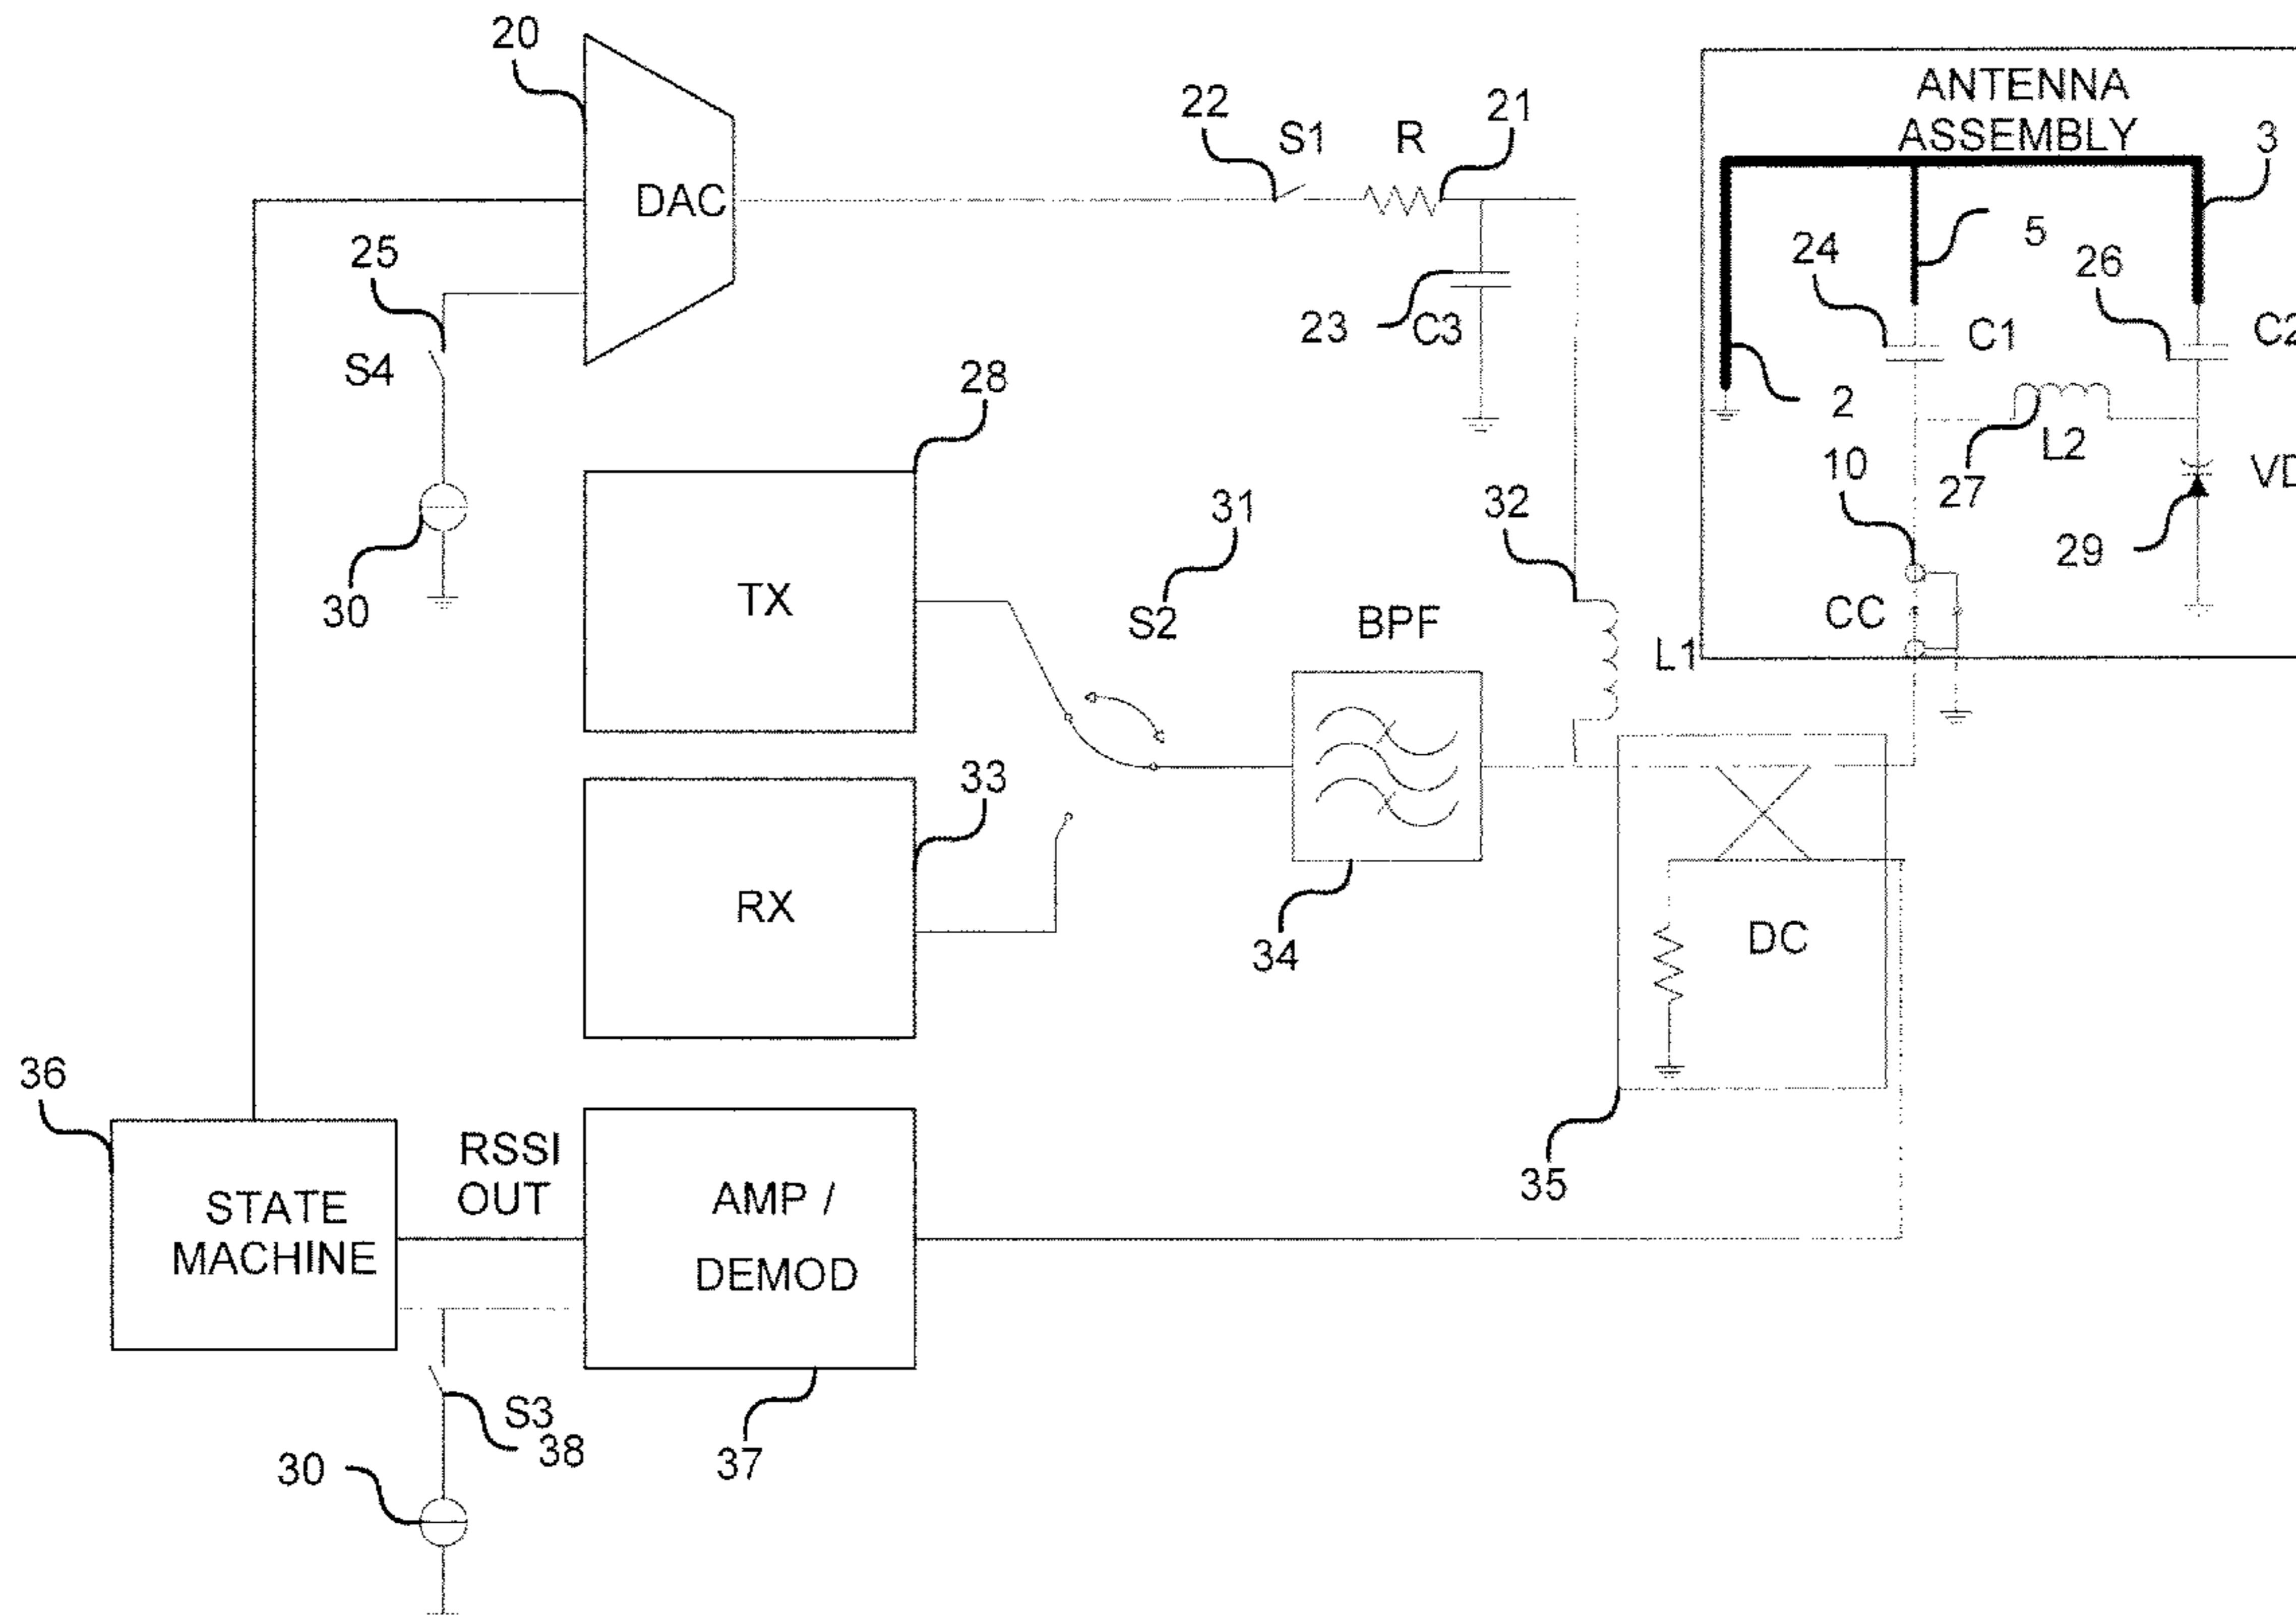 20
22
S1
R
21
ANTENNA
ASSEMBLY
3
DAC
25
24
5
26
S4
23
C3
C1
C2
28
2
L2
10
VD
30
31
32
27
29
TX
S2
BPF
CC
L1
33
RX
34
DC
36
RSSI
OUT
AMP /
DEMOD
STATE
MACHINE
35
S3
38
30
37